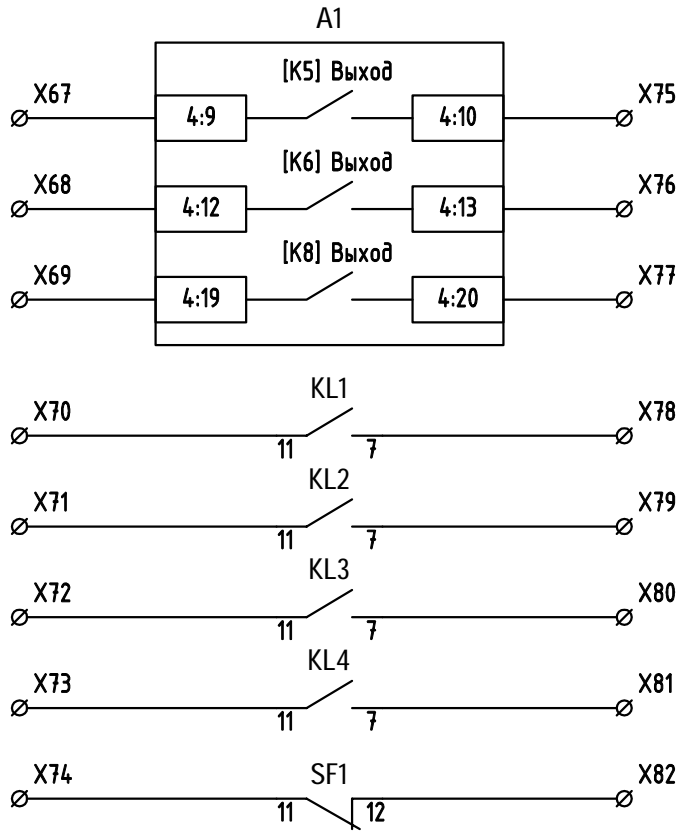 A1
[K5] Выход
X67 4:9 4:10 X75
[K6] Выход
X68 4:12 4:13 X76
[K8] Выход
X69 4:19 4:20 X77
KL1
X70 11 7 X78
KL2
X71 11 7 X79
KL3
X72 11 7 X80
KL4
X73 11 7 X81
SF1
X74 11 12 X82